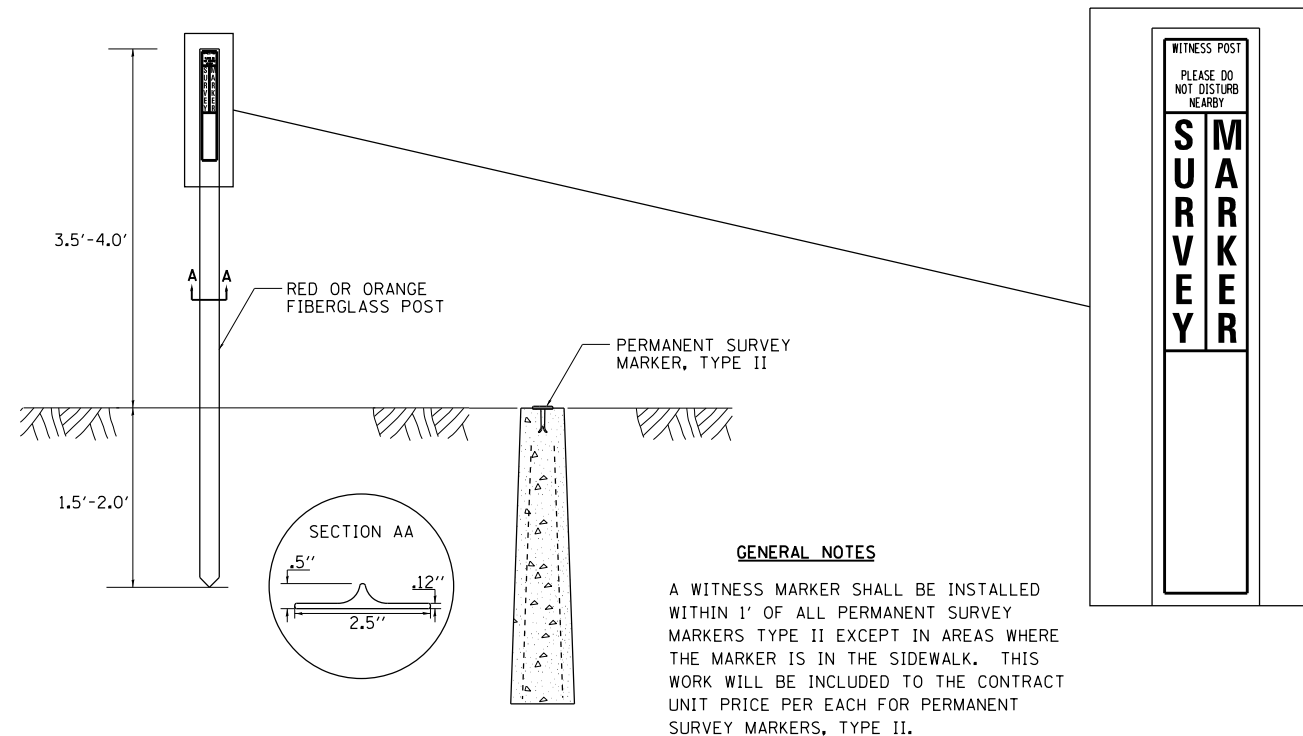 WITNESS POST
PLEASE DO
NOT DISTURB
NEARBY
SURVEY
MARKER
3.5'-4.0'
A A
RED OR ORANGE
FIBERGLASS POST
PERMANENT SURVEY
MARKER, TYPE II
1.5'-2.0'
SECTION AA
.5''
.12''
2.5''
GENERAL NOTES
A WITNESS MARKER SHALL BE INSTALLED
WITHIN 1' OF ALL PERMANENT SURVEY
MARKERS TYPE II EXCEPT IN AREAS WHERE
THE MARKER IS IN THE SIDEWALK. THIS
WORK WILL BE INCLUDED TO THE CONTRACT
UNIT PRICE PER EACH FOR PERMANENT
SURVEY MARKERS, TYPE II.